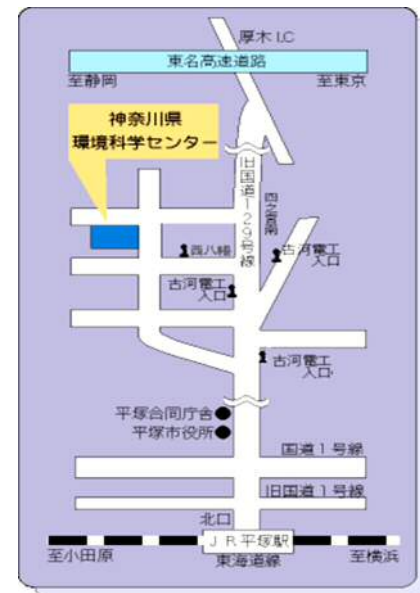 厚木I.C
東名高速道路
至静岡
至東京
神奈川県
環境科学センター
旧国道129号線
四之宮南
西八幡
古河電工
入口
古河電工
入口
古河電工
入口
平塚合同庁舎
平塚市役所
国道1号線
旧国道1号線
北口
JR平塚駅
至小田原
東海道線
至横浜